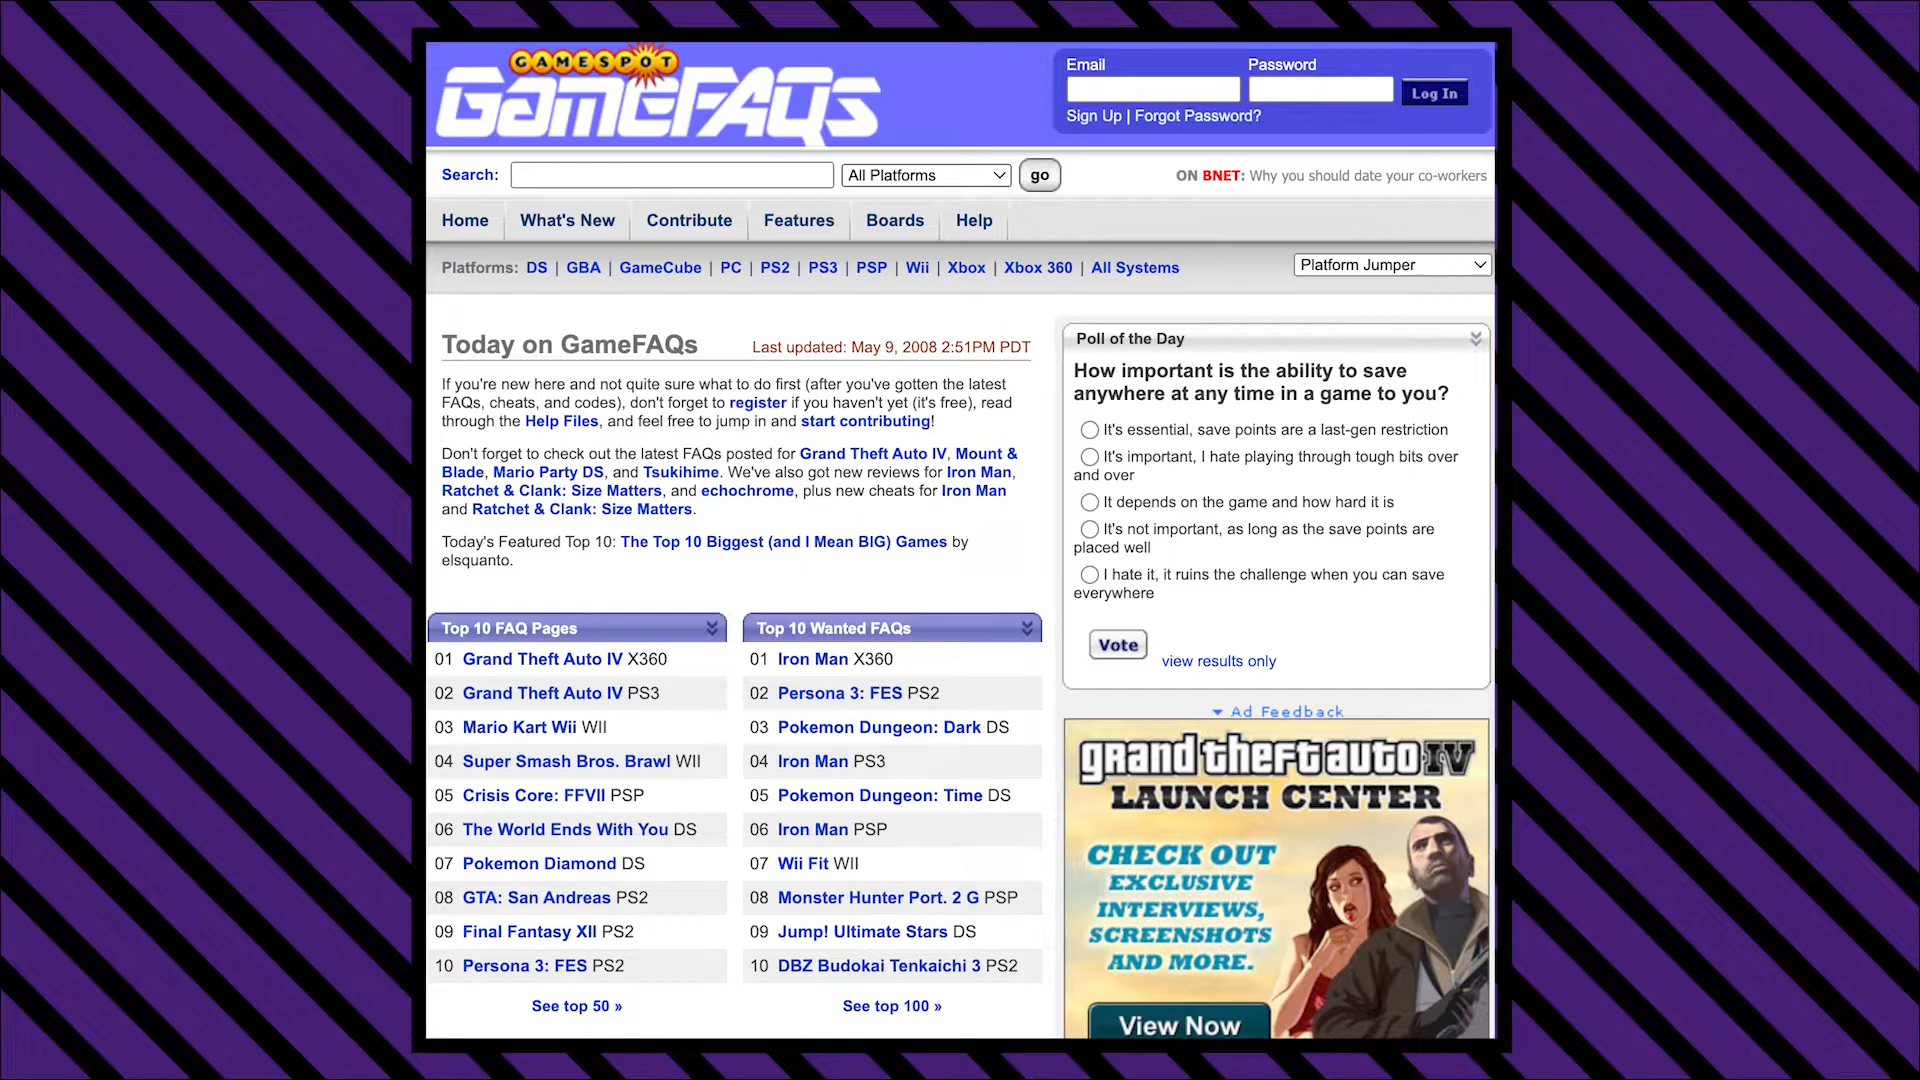 GAMESPOT
GameFAQs
Email
Password
Log In
Sign Up | Forgot Password?
Search:
All Platforms
go
ON BNET: Why you should date your co-workers
Home
What's New
Contribute
Features
Boards
Help
Platforms: DS | GBA | GameCube | PC | PS2 | PS3 | PSP | Wii | Xbox | Xbox 360 | All Systems
Platform Jumper
Today on GameFAQs
Last updated: May 9, 2008 2:51PM PDT
If you're new here and not quite sure what to do first (after you've gotten the latest
FAQs, cheats, and codes), don't forget to register if you haven't yet (it's free), read
through the Help Files, and feel free to jump in and start contributing!
Don't forget to check out the latest FAQs posted for Grand Theft Auto IV, Mount &
Blade, Mario Party DS, and Tsukihime. We've also got new reviews for Iron Man,
Ratchet & Clank: Size Matters, and echochrome, plus new cheats for Iron Man
and Ratchet & Clank: Size Matters.
Today's Featured Top 10: The Top 10 Biggest (and I Mean BIG) Games by
elsquanto.
Top 10 FAQ Pages
01 Grand Theft Auto IV X360
02 Grand Theft Auto IV PS3
03 Mario Kart Wii WII
04 Super Smash Bros. Brawl WII
05 Crisis Core: FFVII PSP
06 The World Ends With You DS
07 Pokemon Diamond DS
08 GTA: San Andreas PS2
09 Final Fantasy XII PS2
10 Persona 3: FES PS2
See top 50 »
Top 10 Wanted FAQs
01 Iron Man X360
02 Persona 3: FES PS2
03 Pokemon Dungeon: Dark DS
04 Iron Man PS3
05 Pokemon Dungeon: Time DS
06 Iron Man PSP
07 Wii Fit WII
08 Monster Hunter Port. 2 G PSP
09 Jump! Ultimate Stars DS
10 DBZ Budokai Tenkaichi 3 PS2
See top 100 »
Poll of the Day
How important is the ability to save
anywhere at any time in a game to you?
It's essential, save points are a last-gen restriction
It's important, I hate playing through tough bits over
and over
It depends on the game and how hard it is
It's not important, as long as the save points are
placed well
I hate it, it ruins the challenge when you can save
everywhere
Vote
view results only
Ad Feedback
grand theft auto IV
LAUNCH CENTER
CHECK OUT
EXCLUSIVE
INTERVIEWS,
SCREENSHOTS
AND MORE.
View Now